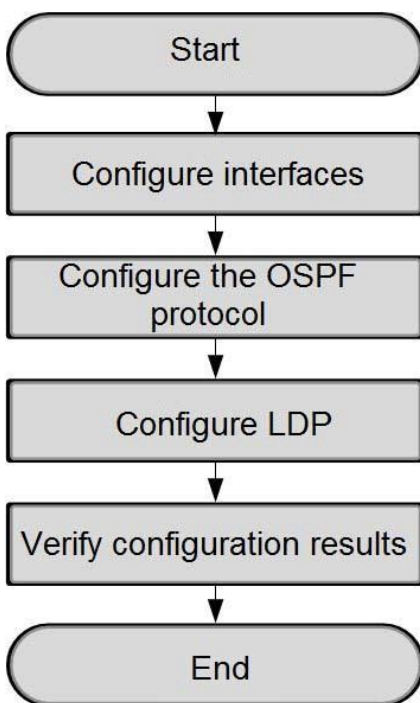 Start
Configure interfaces
Configure the OSPF
protocol
Configure LDP
Verify configuration results
End